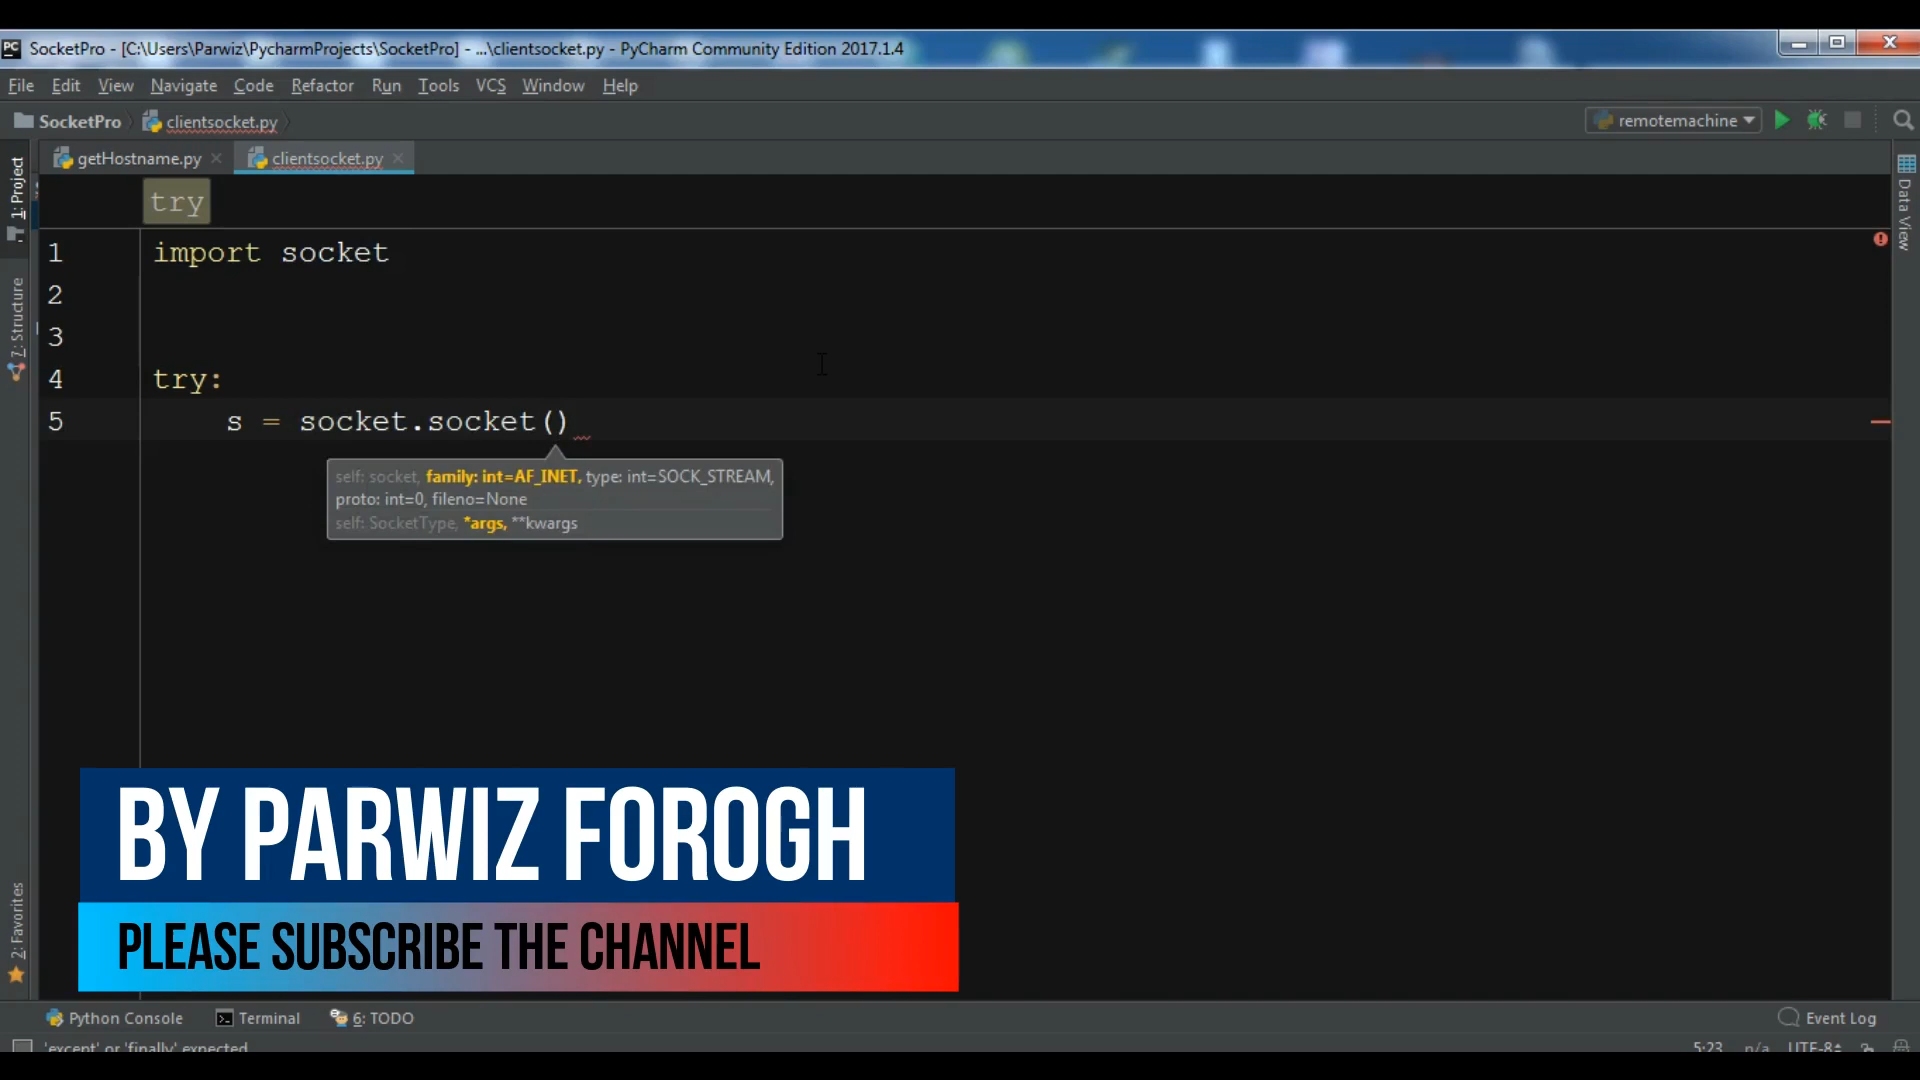 SocketPro - [C:\Users\Parwiz\PycharmProjects\SocketPro] - ...\clientsocket.py - PyCharm Community Edition 2017.1.4
File Edit View Navigate Code Refactor Run Tools VCS Window Help
SocketPro clientsocket.py remotemachine
getHostname.py clientsocket.py
1: Project
7: Structure
2: Favorites
Data View
try
1 import socket
2
3
4 try:
5 s = socket.socket()
self: socket, family: int=AF_INET, type: int=SOCK_STREAM,
proto: int=0, fileno=None
self: SocketType, *args, **kwargs
BY PARWIZ FOROGH
PLEASE SUBSCRIBE THE CHANNEL
Python Console Terminal 6: TODO Event Log
'except' or 'finally' expected 5:23 n/a UTF-8